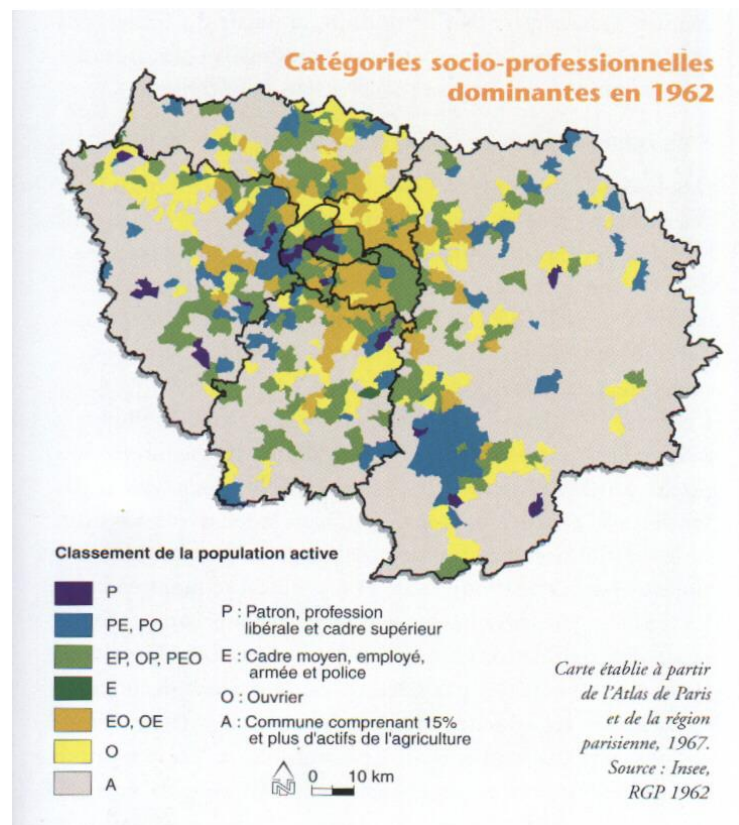 Catégories socio-professionnelles
dominantes en 1962
Classement de la population active
P
PE, PO
EP, OP, PEO
E
EO, OE
O
A
P : Patron, profession
libérale et cadre supérieur
E : Cadre moyen, employé,
armée et police
O : Ouvrier
A : Commune comprenant 15%
et plus d'actifs de l'agriculture
N
0 10 km
Carte établie à partir
de l'Atlas de Paris
et de la région
parisienne, 1967.
Source : Insee,
RGP 1962